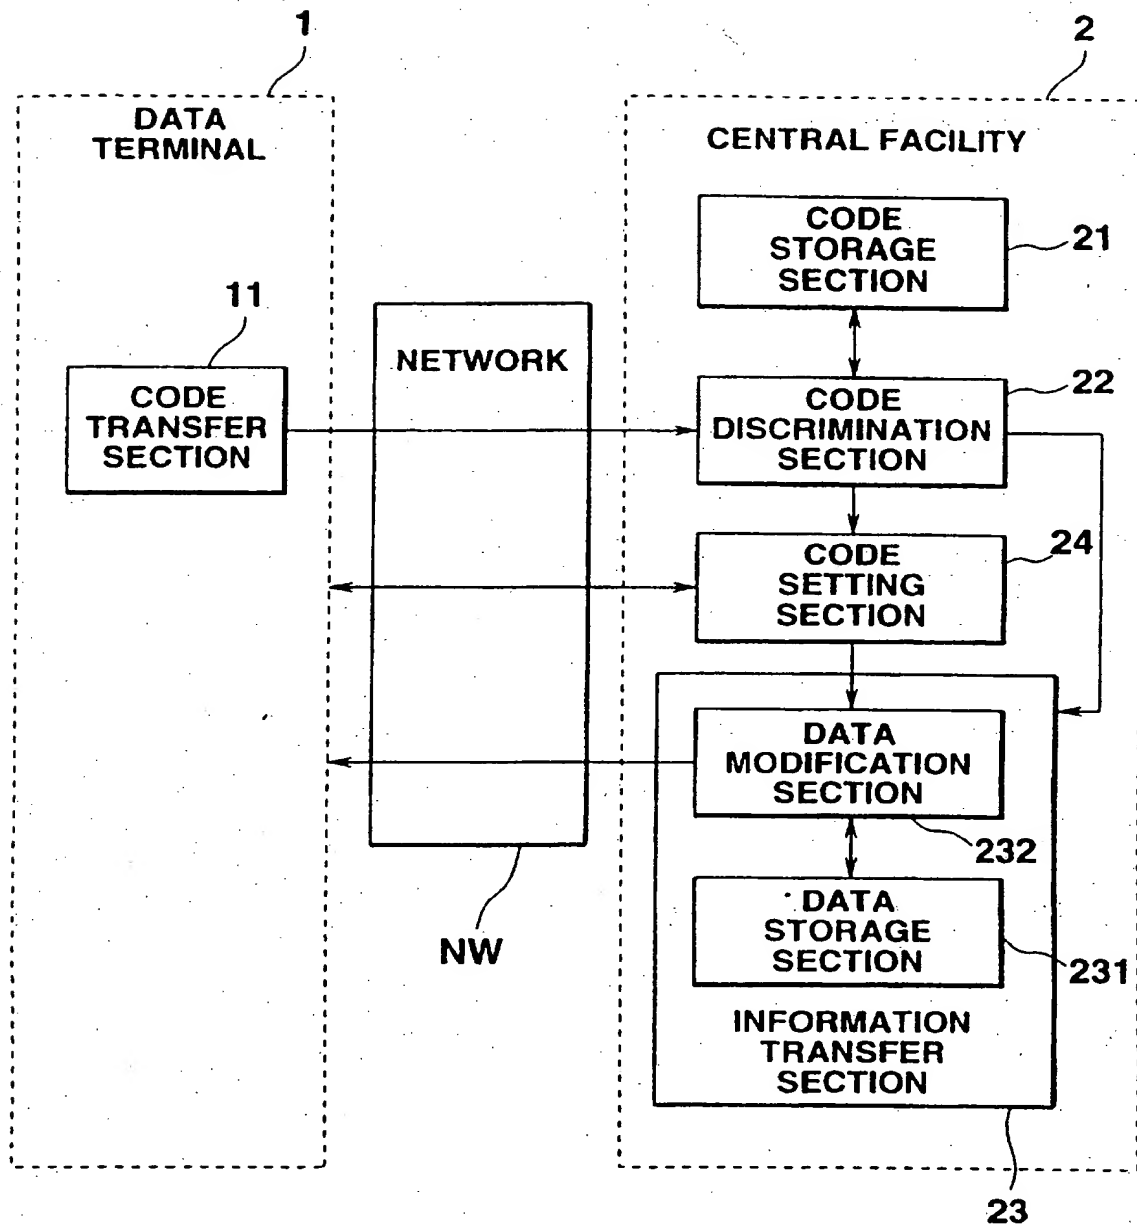 1
2
DATA
TERMINAL
CENTRAL FACILITY
CODE
STORAGE
SECTION
21
11
NETWORK
CODE
TRANSFER
SECTION
CODE
DISCRIMINATION
SECTION
22
CODE
SETTING
SECTION
24
DATA
MODIFICATION
SECTION
232
DATA
STORAGE
SECTION
231
NW
INFORMATION
TRANSFER
SECTION
23